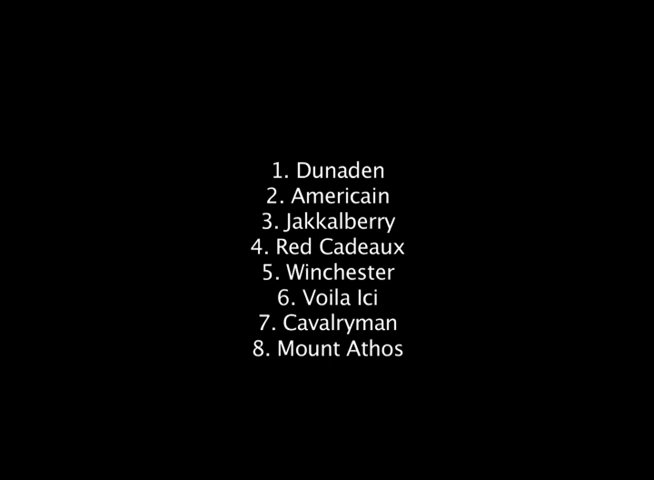 1. Dunaden
2. Americain
3. Jakkalberry
4. Red Cadeaux
5. Winchester
6. Voila Ici
7. Cavalryman
8. Mount Athos